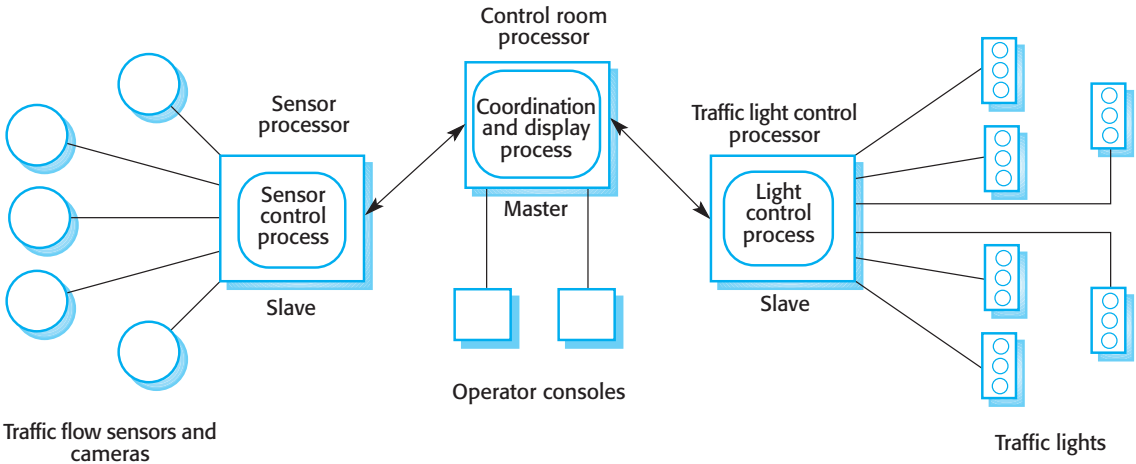 Control room
processor
Sensor
processor
Coordination
and display
process
Traffic light control
processor
Sensor
control
process
Master
Light
control
process
Slave
Slave
Operator consoles
Traffic flow sensors and
cameras
Traffic lights